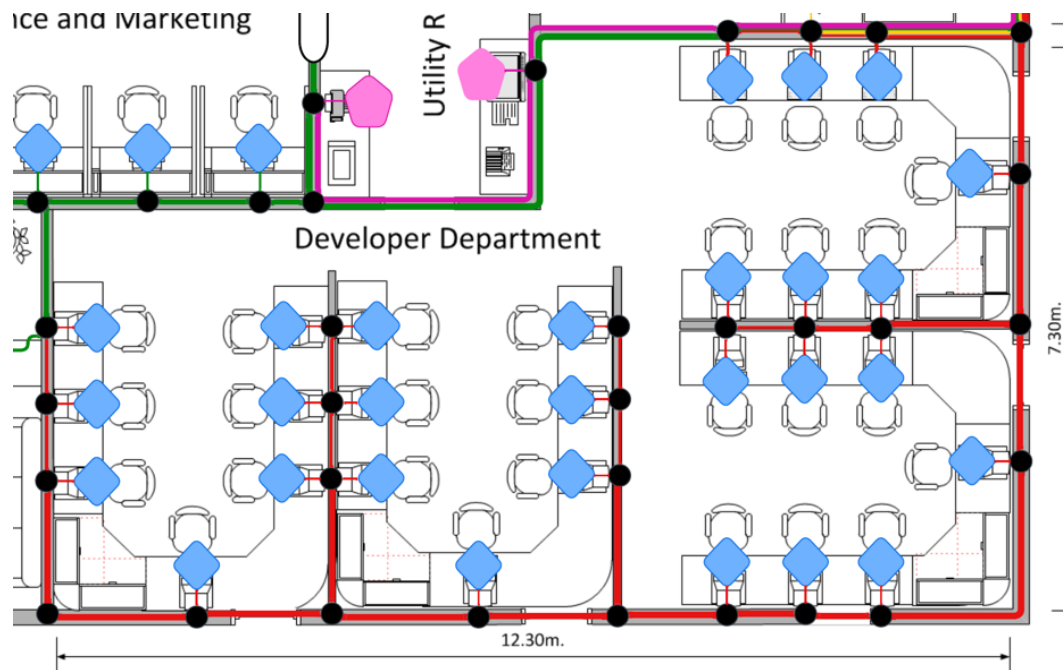 nce and Marketing
Utility R
Developer Department
7.30m.
12.30m.